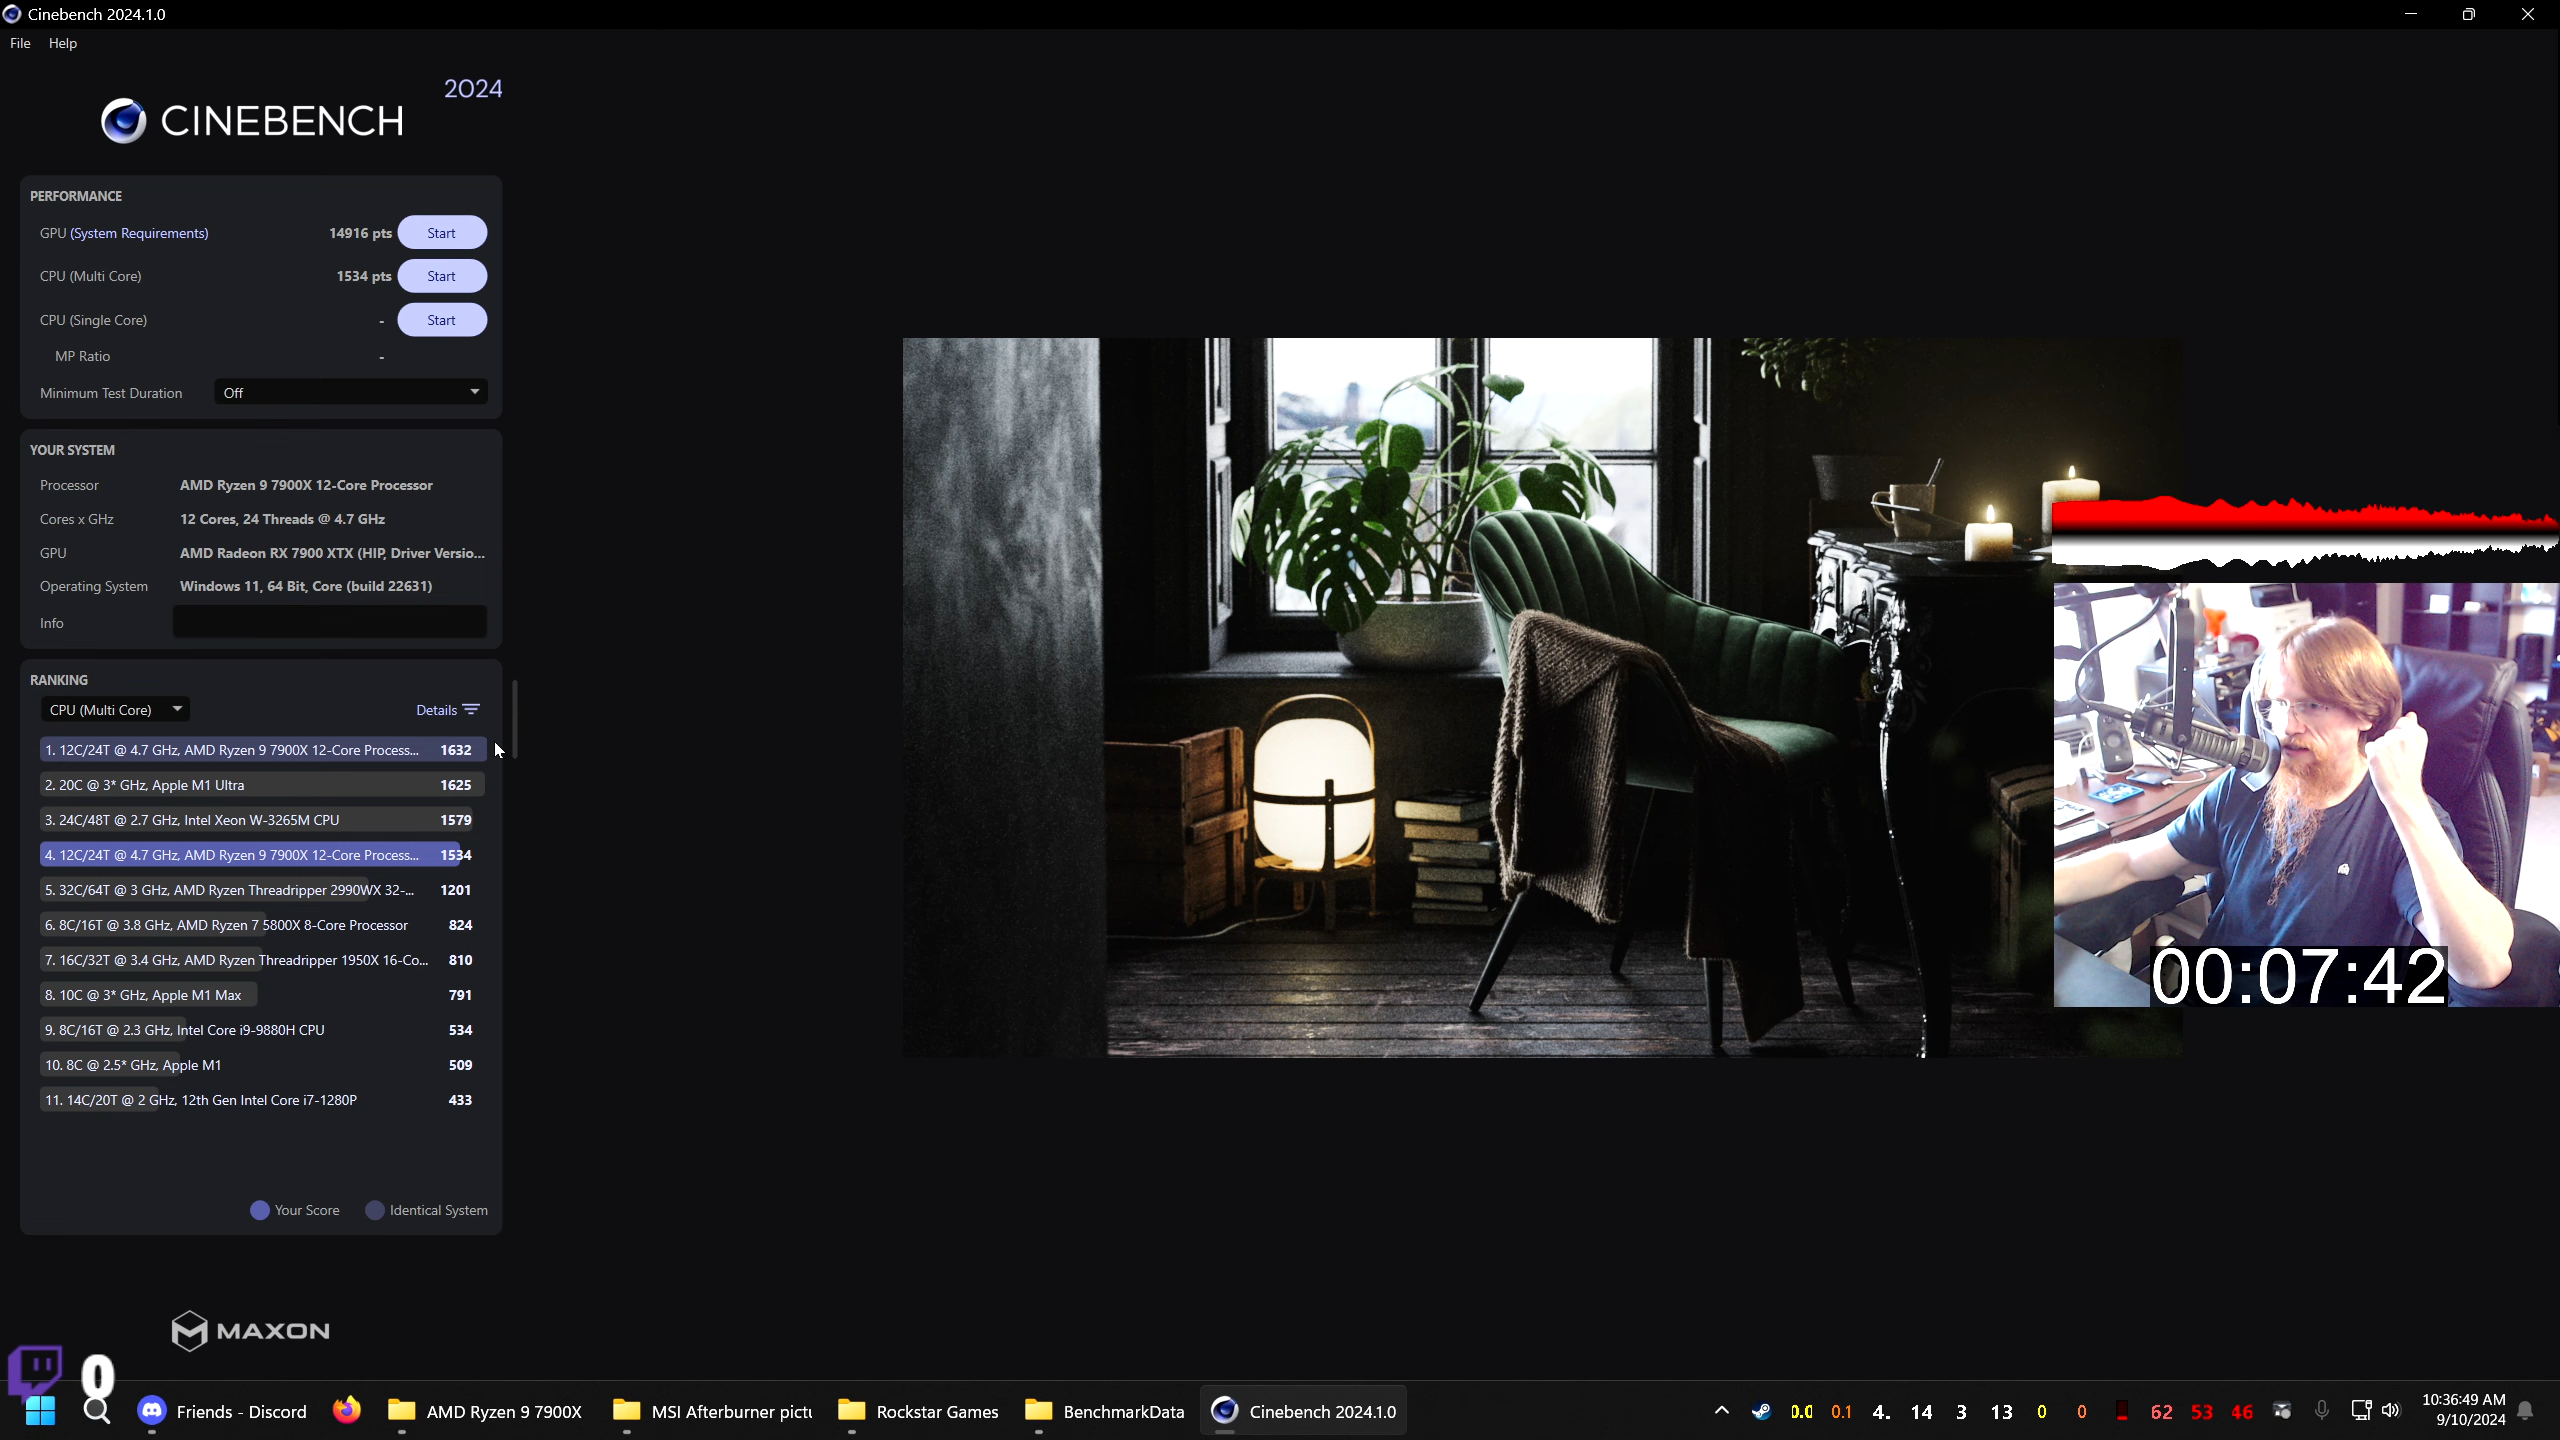 Cinebench 2024.1.0
File Help
2024
CINEBENCH
PERFORMANCE
GPU (System Requirements) 14916 pts Start
CPU (Multi Core) 1534 pts Start
CPU (Single Core) - Start
MP Ratio -
Minimum Test Duration Off
YOUR SYSTEM
Processor AMD Ryzen 9 7900X 12-Core Processor
Cores x GHz 12 Cores, 24 Threads @ 4.7 GHz
GPU AMD Radeon RX 7900 XTX (HIP, Driver Versio...
Operating System Windows 11, 64 Bit, Core (build 22631)
Info
RANKING
CPU (Multi Core) Details
1. 12C/24T @ 4.7 GHz, AMD Ryzen 9 7900X 12-Core Process... 1632
2. 20C @ 3* GHz, Apple M1 Ultra 1625
3. 24C/48T @ 2.7 GHz, Intel Xeon W-3265M CPU 1579
4. 12C/24T @ 4.7 GHz, AMD Ryzen 9 7900X 12-Core Process... 1534
5. 32C/64T @ 3 GHz, AMD Ryzen Threadripper 2990WX 32-... 1201
6. 8C/16T @ 3.8 GHz, AMD Ryzen 7 5800X 8-Core Processor 824
7. 16C/32T @ 3.4 GHz, AMD Ryzen Threadripper 1950X 16-Co... 810
8. 10C @ 3* GHz, Apple M1 Max 791
9. 8C/16T @ 2.3 GHz, Intel Core i9-9880H CPU 534
10. 8C @ 2.5* GHz, Apple M1 509
11. 14C/20T @ 2 GHz, 12th Gen Intel Core i7-1280P 433
Your Score Identical System
00:07:42
MAXON
0
Friends - Discord AMD Ryzen 9 7900X MSI Afterburner pictu Rockstar Games BenchmarkData Cinebench 2024.1.0 0.0 0.1 4. 14 3 13 0 0 62 53 46 10:36:49 AM
9/10/2024